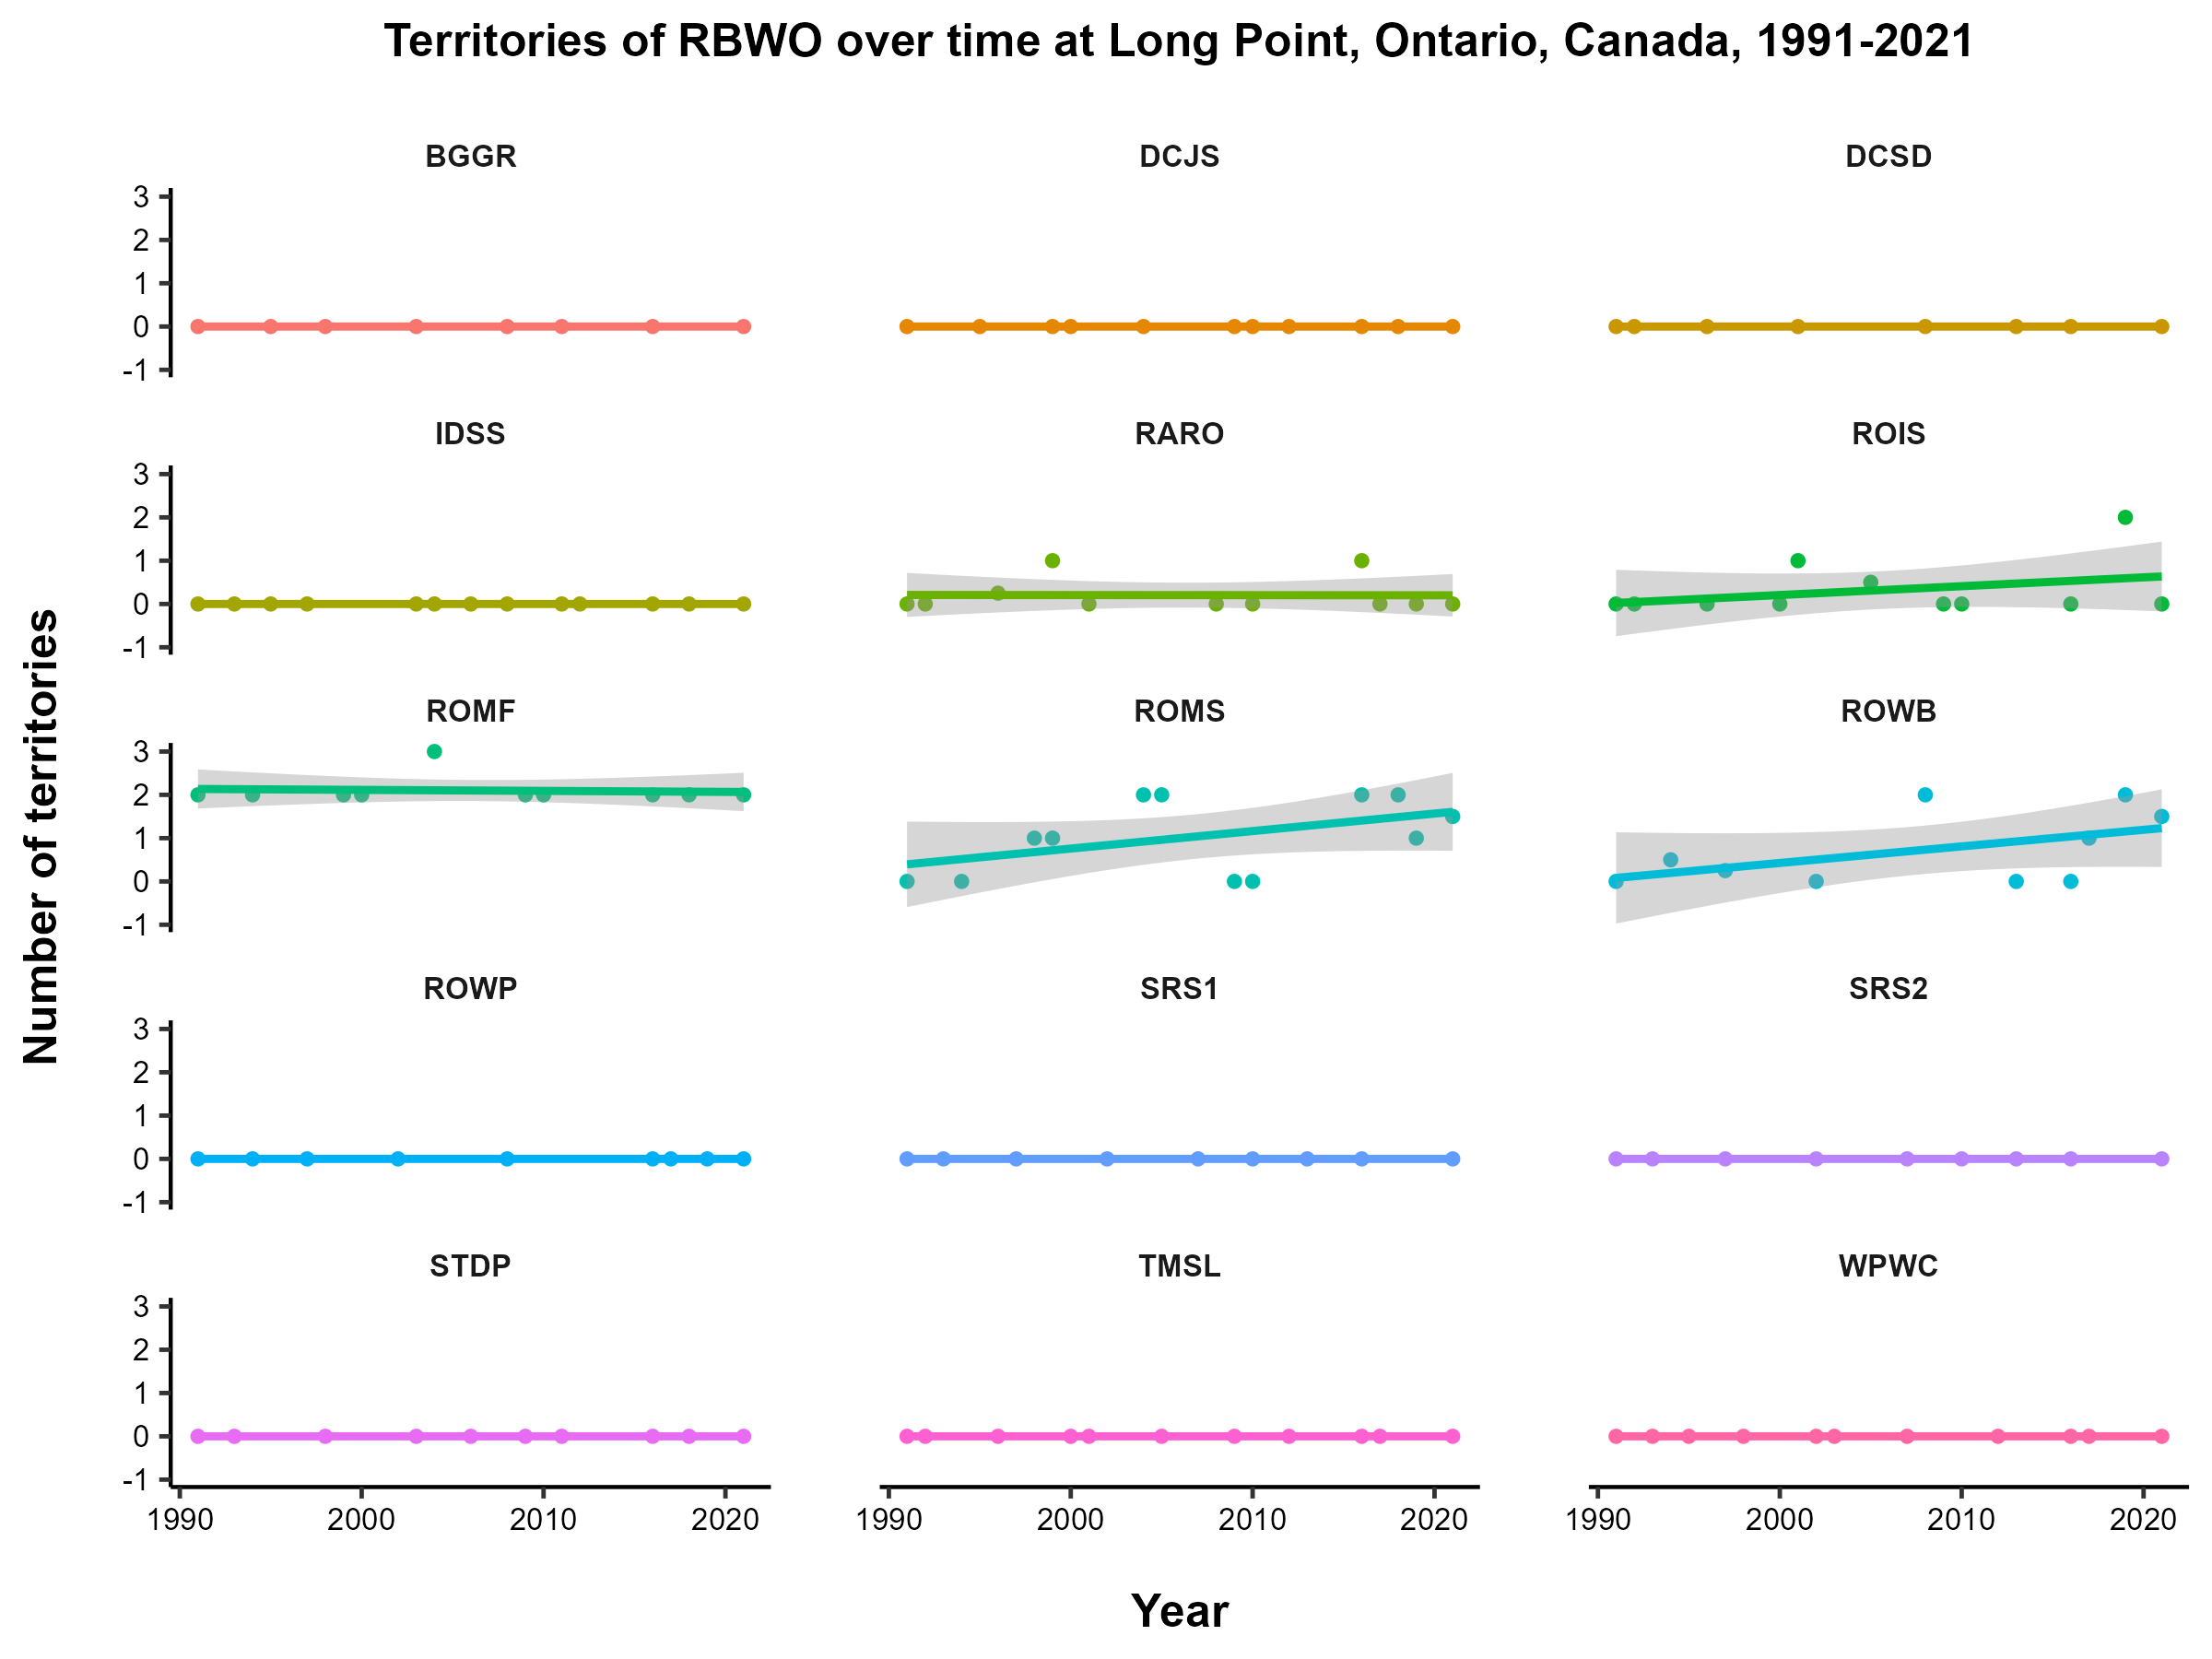 Territories of RBWO over time at Long Point, Ontario, Canada, 1991-2021
BGGR DCJS DCSD
3
2
1
0
-1
IDSS RARO ROIS
3
2
1
0
-1
ROMF ROMS ROWB
3
2
1
0
-1
ROWP SRS1 SRS2
3
2
1
0
-1
STDP TMSL WPWC
3
2
1
0
-1
1990 2000 2010 2020 1990 2000 2010 2020 1990 2000 2010 2020
Number of territories
Year